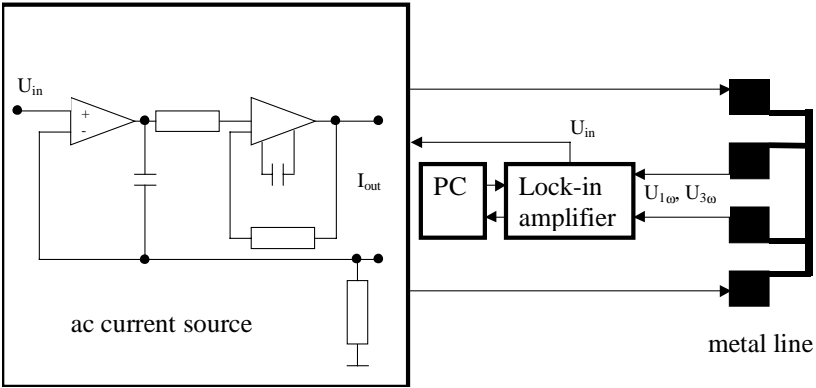 U_in
+
-
I_out
ac current source
U_in
PC
Lock-in
amplifier
U_1ω, U_3ω
metal line